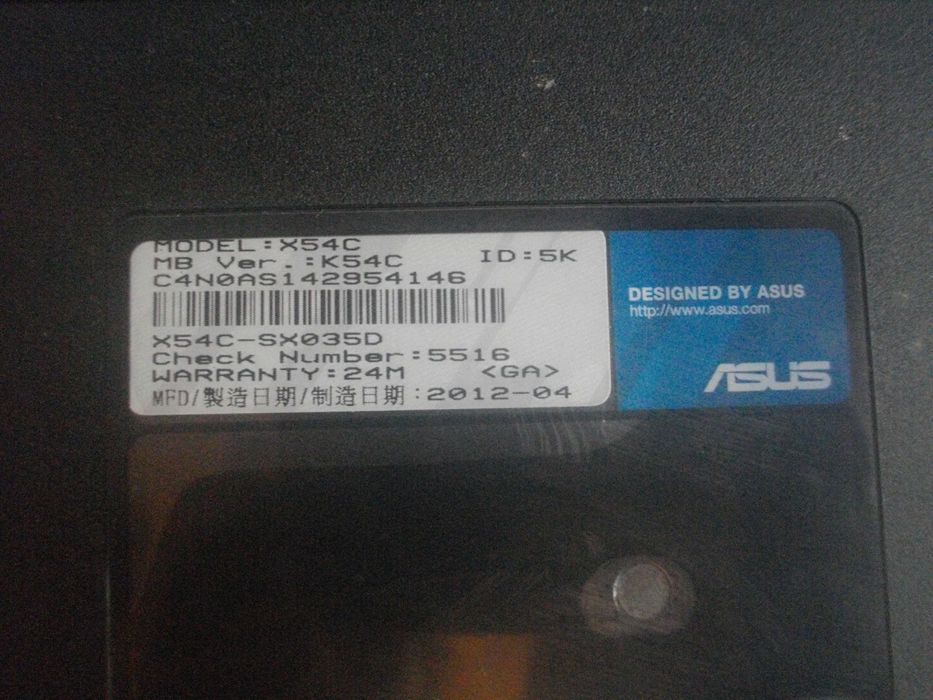 MODEL:X54C
MB Ver.:K54C ID:5K
C4N0AS142954146
X54C-SX035D
Check Number:5516
WARRANTY:24M <GA>
MFD/製造日期/制造日期:2012-04
DESIGNED BY ASUS
http://www.asus.com
ASUS